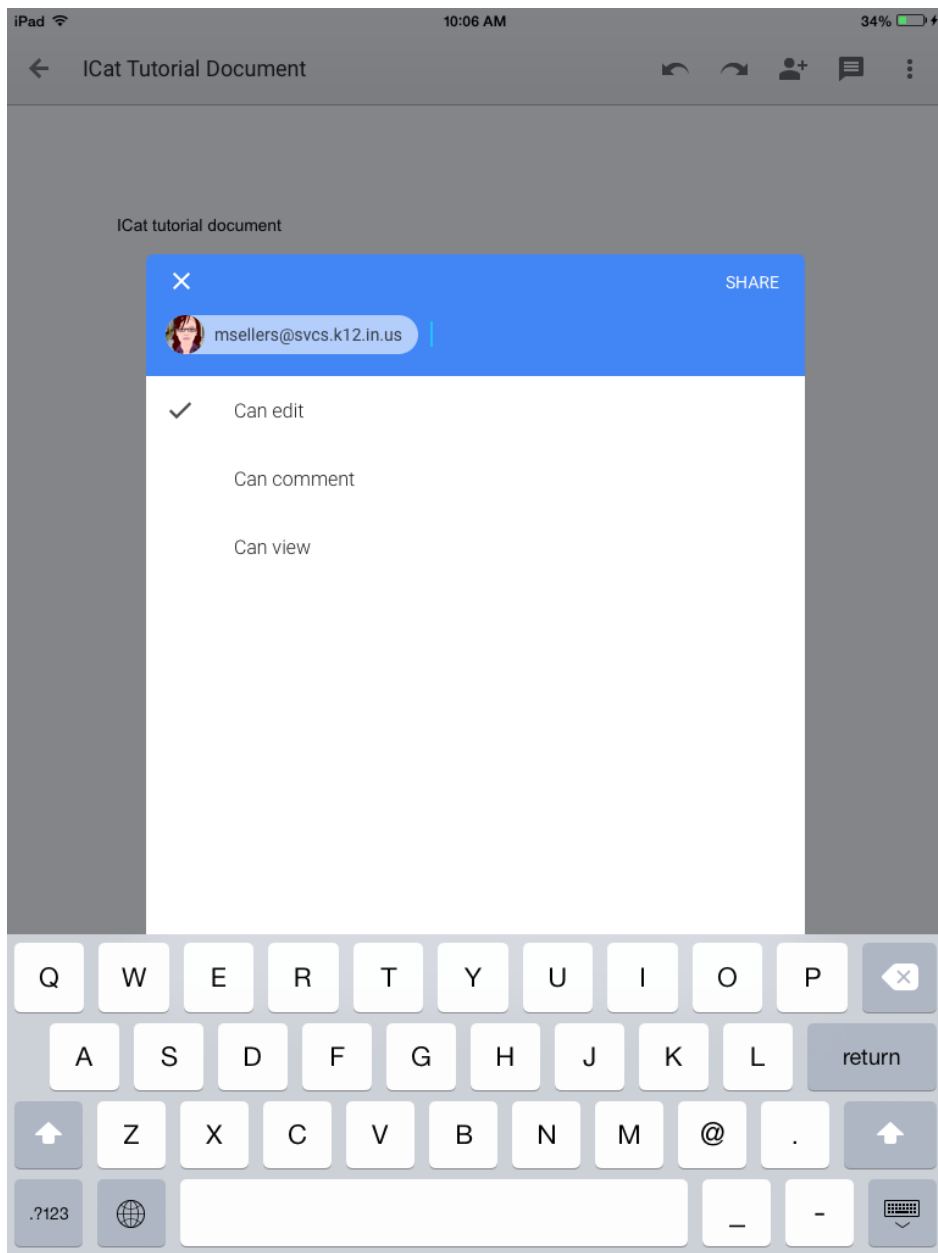 iPad 10:06 AM 34%
ICat Tutorial Document
ICat tutorial document
SHARE
msellers@svcs.k12.in.us
Can edit
Can comment
Can view
Q W E R T Y U I O P
A S D F G H J K L return
Z X C V B N M @ .
.?123 _ -